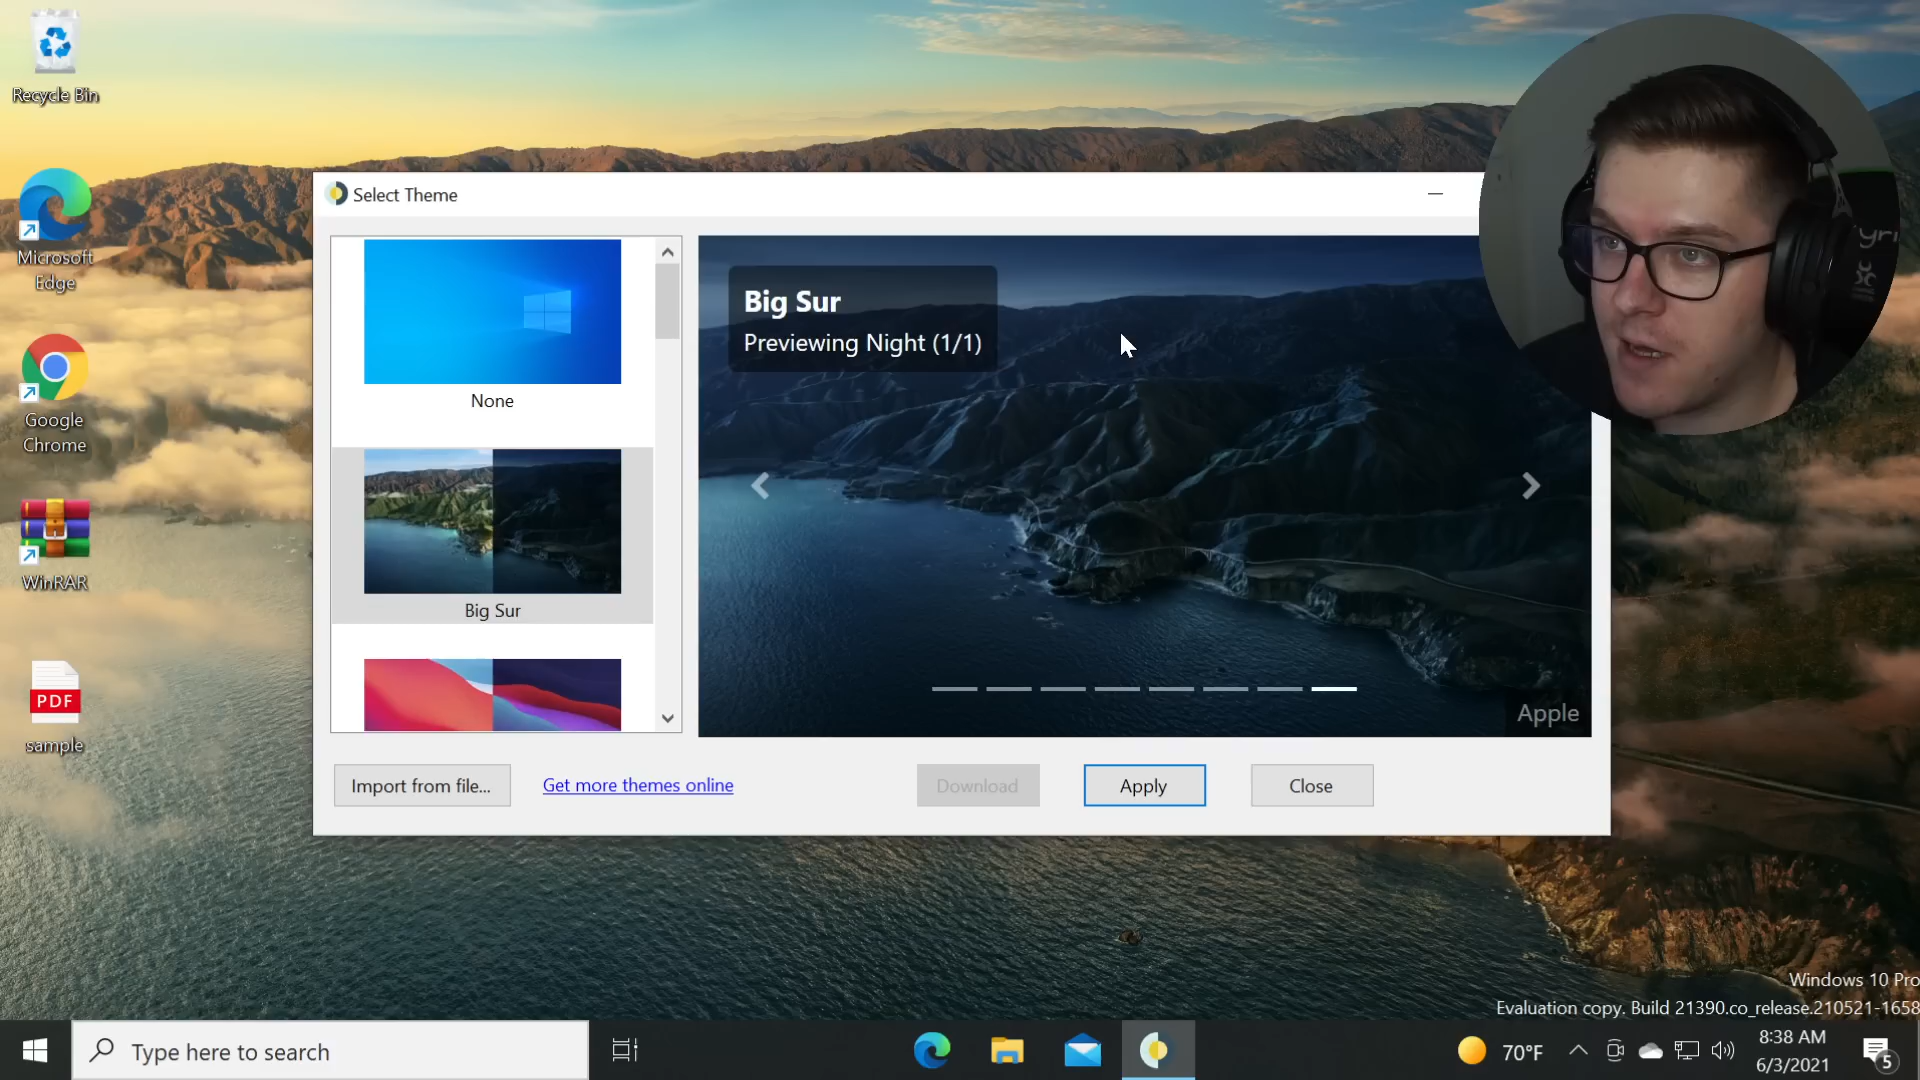 Recycle Bin
Microsoft
Edge
Google
Chrome
WinRAR
PDF
sample
Select Theme
None
Big Sur
Big Sur
Previewing Night (1/1)
Apple
Import from file...
Get more themes online
Download
Apply
Close
Windows 10 Pro
Evaluation copy. Build 21390.co_release.210521-1658
Type here to search
70°F
8:38 AM
6/3/2021
5